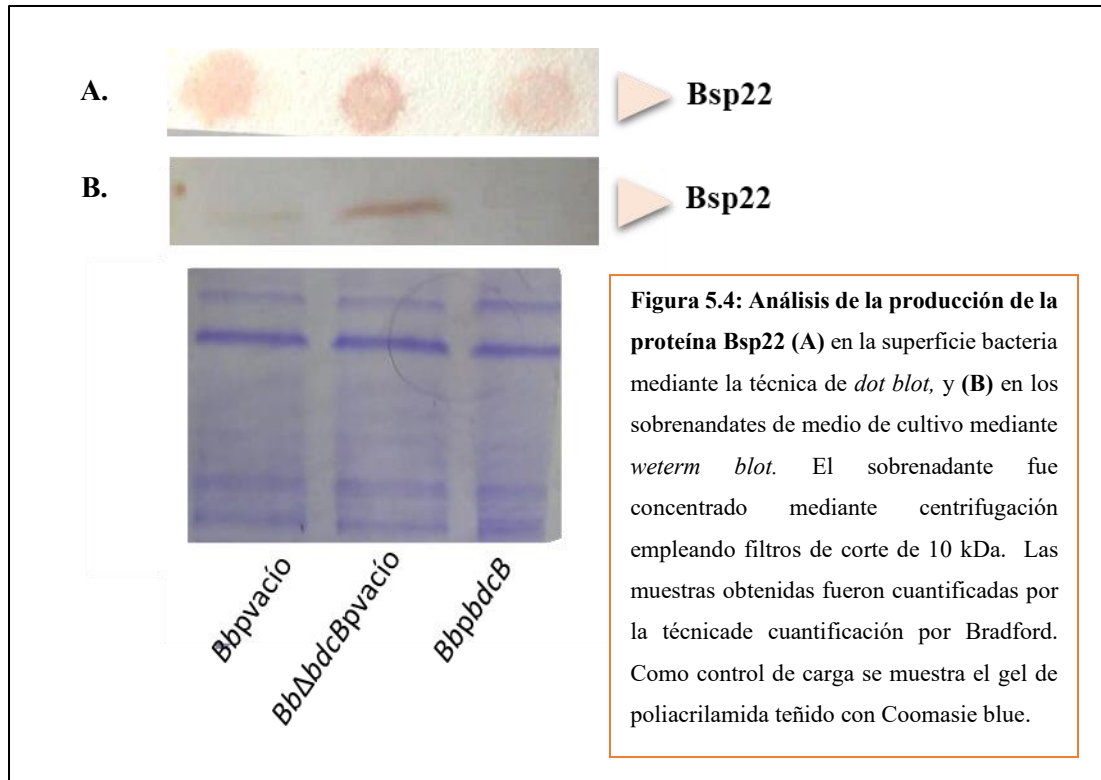 A.
Bsp22
B.
Bsp22
Figura 5.4: Análisis de la producción de la
proteína Bsp22 (A) en la superficie bacteria
mediante la técnica de dot blot, y (B) en los
sobrenandates de medio de cultivo mediante
weterm blot. El sobrenadante fue
concentrado mediante centrifugación
empleando filtros de corte de 10 kDa. Las
muestras obtenidas fueron cuantificadas por
la técnicade cuantificación por Bradford.
Como control de carga se muestra el gel de
poliacrilamida teñido con Coomasie blue.
Bbpvacío
BbΔbdcBpvacío
BbpbdcB